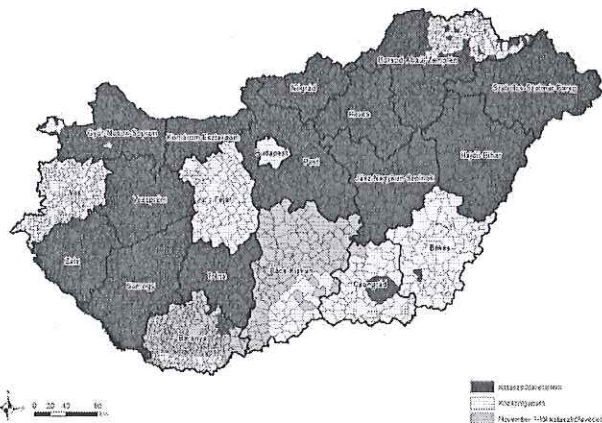 Borsod-Abaúj-Zemplén
Szabolcs-Szatmár-Bereg
Nógrád
Heves
Győr-Moson-Sopron
Komárom-Esztergom
Budapest
Pest
Hajdú-Bihar
Jász-Nagykun-Szolnok
Vas
Veszprém
Fejér
Békés
Zala
Tolna
Bács-Kiskun
Csongrád
Somogy
Baranya
0 20 40 80